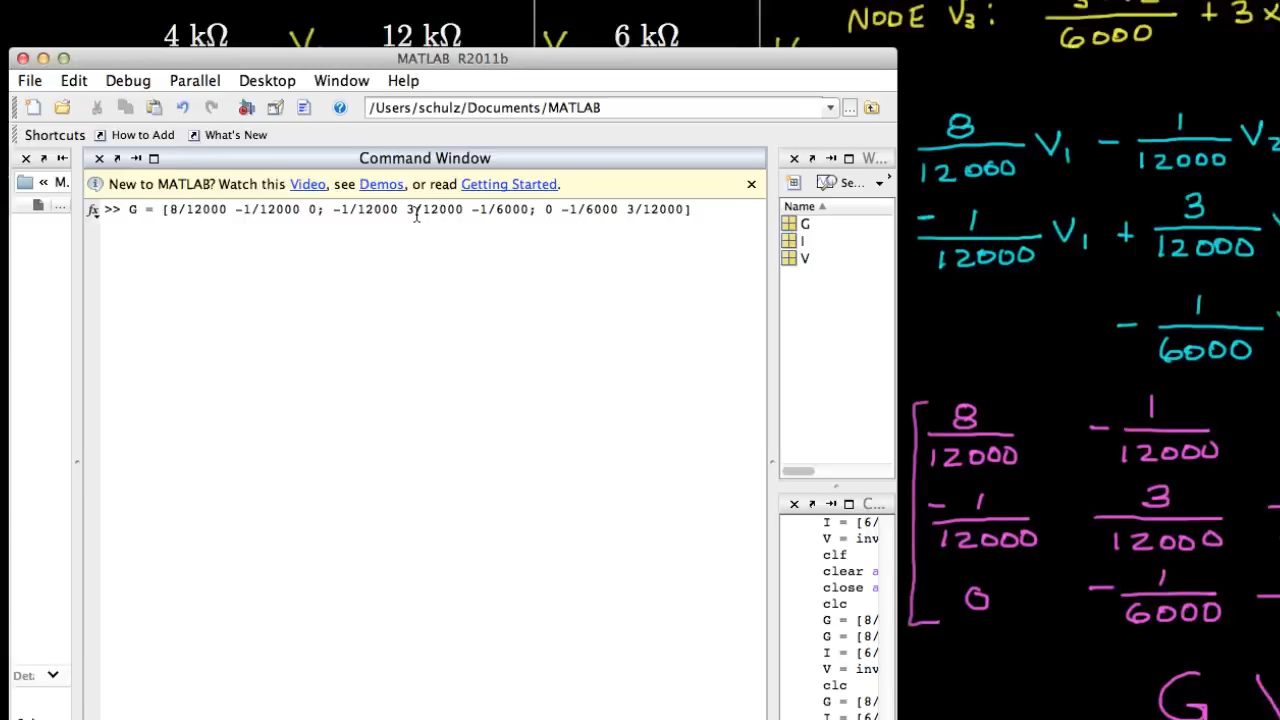 4 kΩ 12 kΩ 6 kΩ
NODE V3: 6000 + 3
MATLAB R2011b
File Edit Debug Parallel Desktop Window Help
/Users/schulz/Documents/MATLAB ...
Shortcuts How to Add What's New
Command Window
W...
« M.
New to MATLAB? Watch this Video, see Demos, or read Getting Started.
Se...
...
fx >> G = [8/12000 -1/12000 0; -1/12000 3/12000 -1/6000; 0 -1/6000 3/12000]
Name
G
I
V
C...
I = [6/
V = inv
clf
clear a
close a
clc
G = [8/
G = [8/
I = [6/
V = inv
clc
G = [8/
I = [6/
Det:
8/12000 V1 - 1/12000 V2
- 1/12000 V1 + 3/12000
- 1/6000
8/12000 - 1/12000
- 1/12000 3/12000 -
0 - 1/6000 -
G V